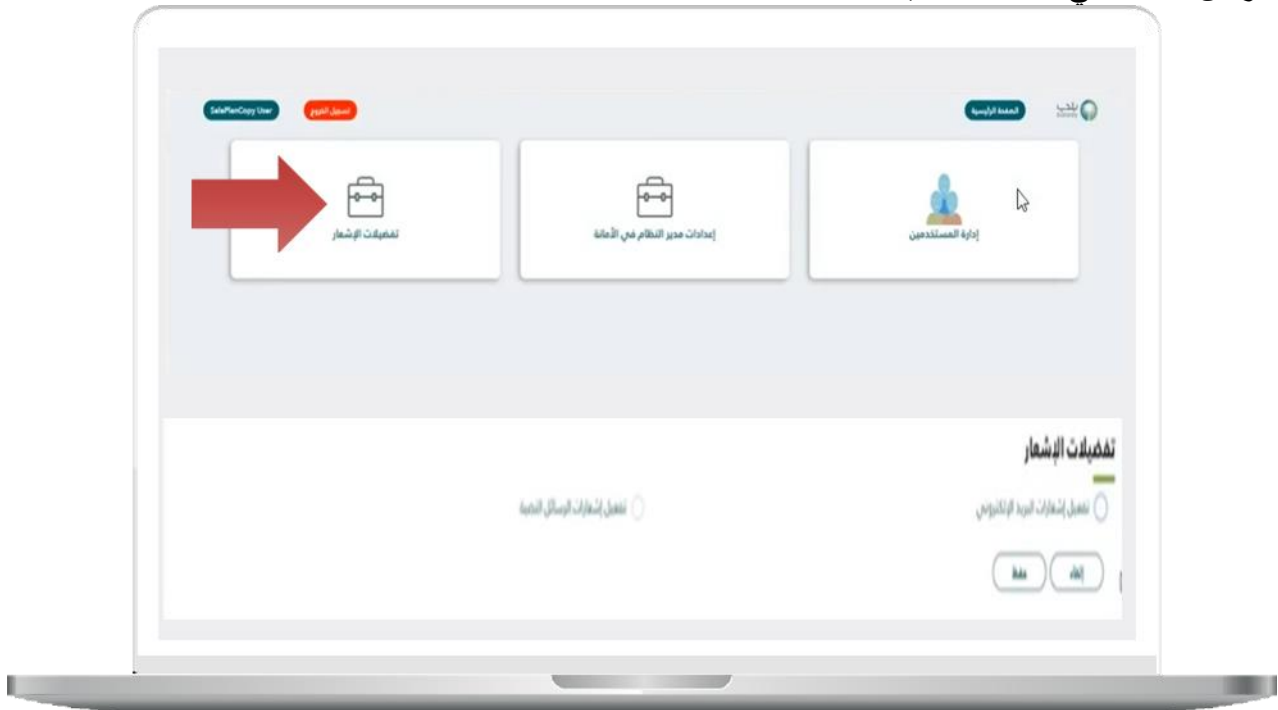 بلدي الصفحة الرئيسية تسجيل الخروج SalePlanCopy User
إدارة المستخدمين
إعدادات مدير النظام في الأمانة
تفضيلات الإشعار
تفضيلات الإشعار
تفعيل إشعارات البريد الإلكتروني تفعيل إشعارات الرسائل النصية
إلغاء حفظ